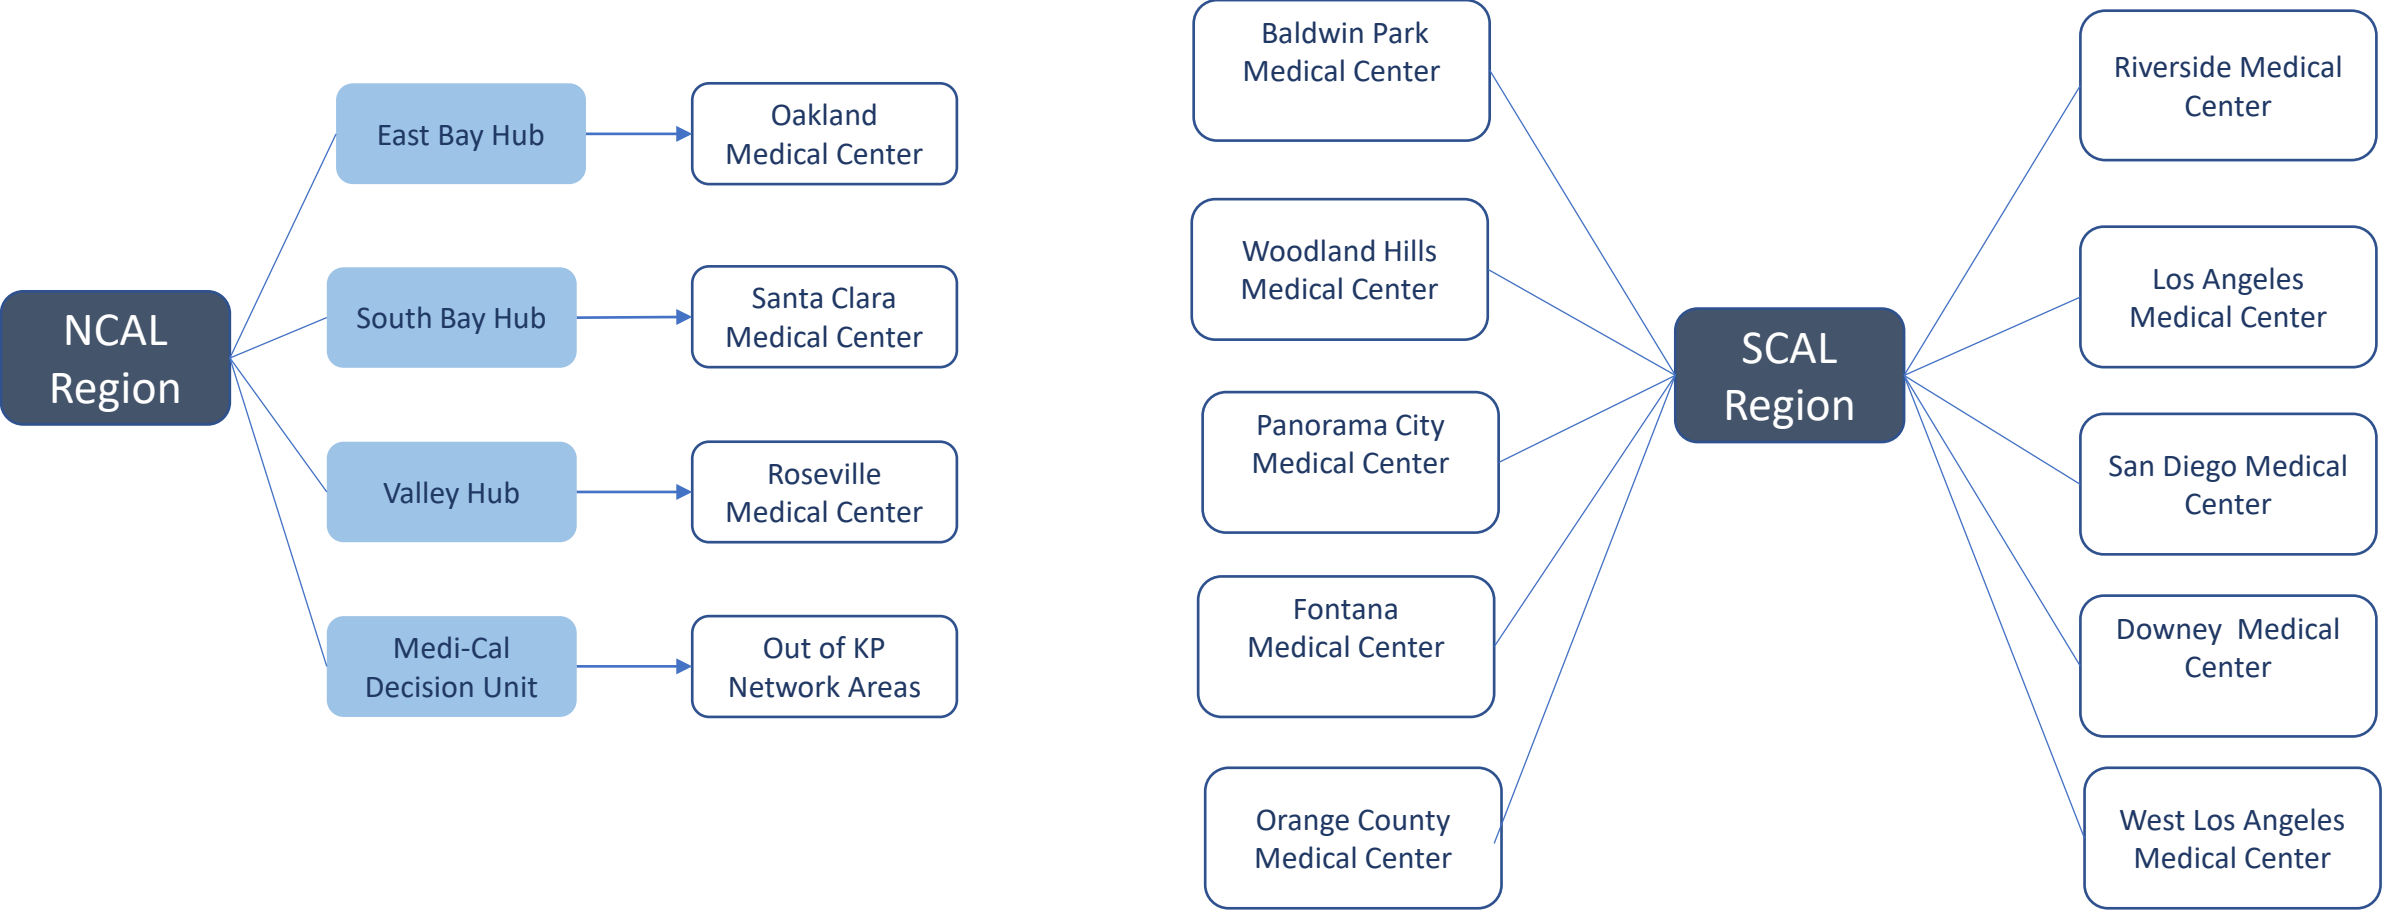 NCAL
Region
East Bay Hub
Oakland
Medical Center
South Bay Hub
Santa Clara
Medical Center
Valley Hub
Roseville
Medical Center
Medi-Cal
Decision Unit
Out of KP
Network Areas
Baldwin Park
Medical Center
Woodland Hills
Medical Center
Panorama City
Medical Center
Fontana
Medical Center
Orange County
Medical Center
SCAL
Region
Riverside Medical
Center
Los Angeles
Medical Center
San Diego Medical
Center
Downey  Medical
Center
West Los Angeles
Medical Center